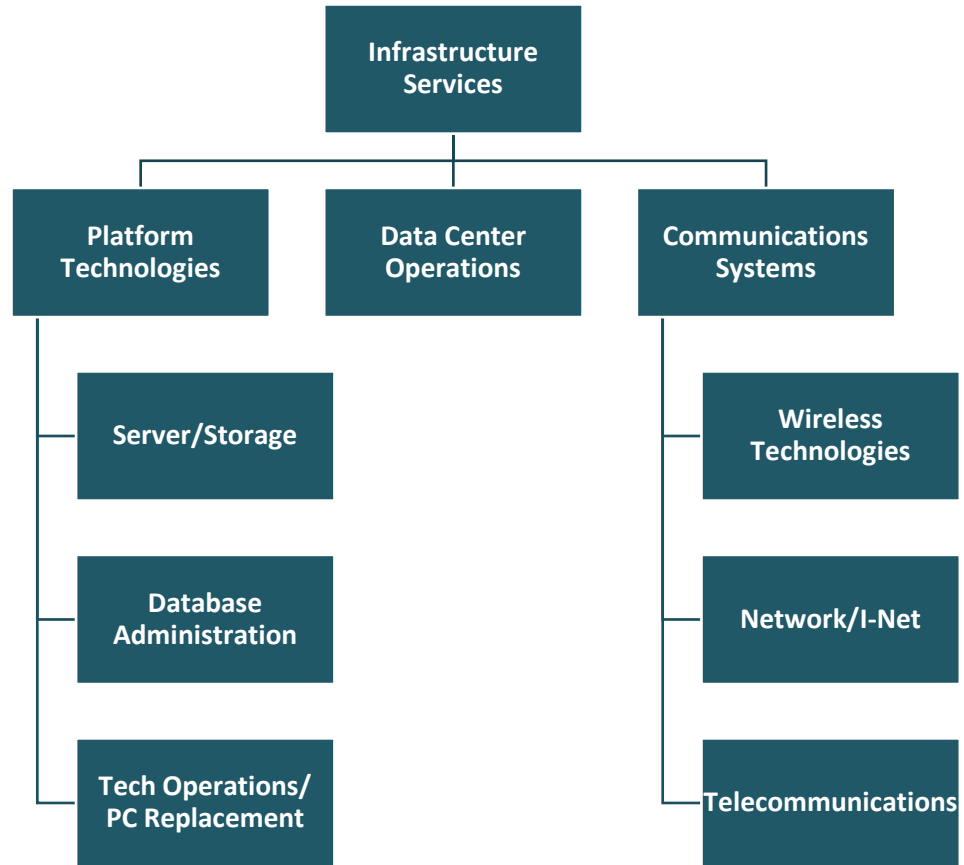 Infrastructure
Services
Platform
Technologies
Data Center
Operations
Communications
Systems
Server/Storage
Database
Administration
Tech Operations/
PC Replacement
Wireless
Technologies
Network/I-Net
Telecommunications